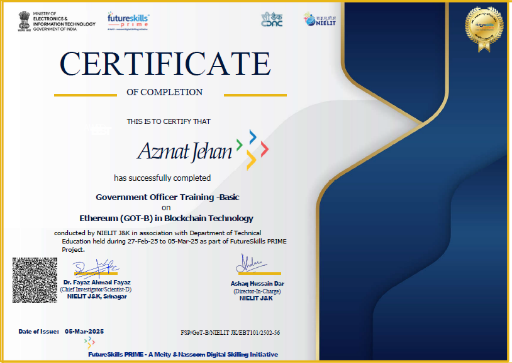 MINISTRY OF
ELECTRONICS &
INFORMATION TECHNOLOGY
GOVERNMENT OF INDIA
futureskills
prime
CDAC
NIELIT
CERTIFICATE
OF COMPLETION
THIS IS TO CERTIFY THAT
Azmat Jehan
has successfully completed
Government Officer Training -Basic
on
Ethereum (GOT-B) in Blockchain Technology
conducted by NIELIT J&K in association with Department of Technical
Education held during 27-Feb-25 to 05-Mar-25 as part of FutureSkills PRIME
Project.
Dr. Fayaz Ahmad Fayaz
(Chief Investigator/Scientist-D)
NIELIT J&K, Srinagar
Ashaq Hussain Dar
(Director-In-Charge)
NIELIT J&K
Date of Issue: 05-Mar-2025
FSP/GoT-B/NIELIT JK/EBT101/2502-56
FutureSkills PRIME - A Meity & Nasscom Digital Skilling Initiative